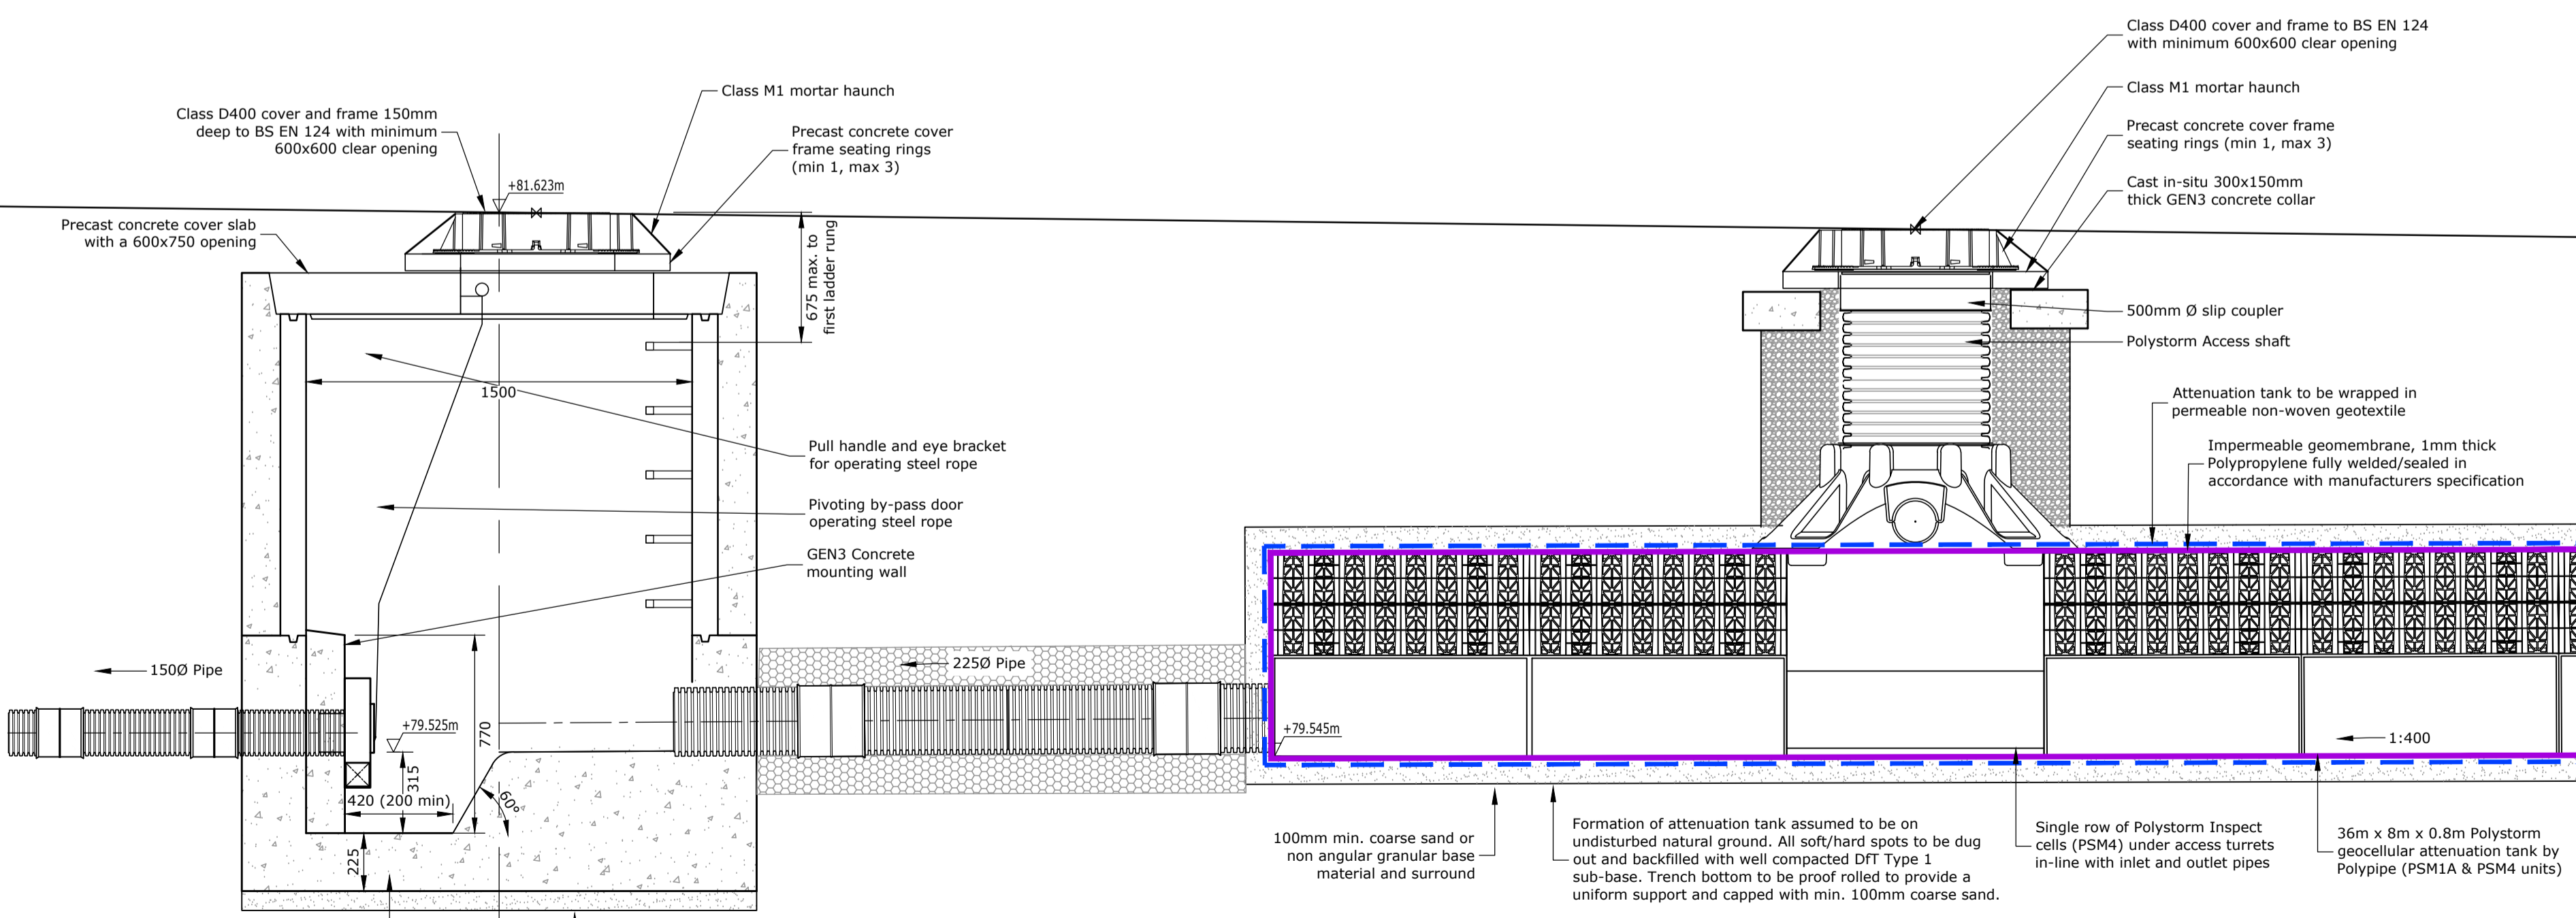 Class D400 cover and frame 150mm
deep to BS EN 124 with minimum
600x600 clear opening
Class M1 mortar haunch
Precast concrete cover
frame seating rings
(min 1, max 3)
+81.623m
Precast concrete cover slab
with a 600x750 opening
675 max. to
first ladder rung
1500
Pull handle and eye bracket
for operating steel rope
Pivoting by-pass door
operating steel rope
GEN3 Concrete
mounting wall
150Ø Pipe
225Ø Pipe
+79.525m
770
315
420 (200 min)
60°
225
+79.545m
Class D400 cover and frame to BS EN 124
with minimum 600x600 clear opening
Class M1 mortar haunch
Precast concrete cover frame
seating rings (min 1, max 3)
Cast in-situ 300x150mm
thick GEN3 concrete collar
500mm Ø slip coupler
Polystorm Access shaft
Attenuation tank to be wrapped in
permeable non-woven geotextile
Impermeable geomembrane, 1mm thick
Polypropylene fully welded/sealed in
accordance with manufacturers specification
1:400
100mm min. coarse sand or
non angular granular base
material and surround
Formation of attenuation tank assumed to be on
undisturbed natural ground. All soft/hard spots to be dug
out and backfilled with well compacted DfT Type 1
sub-base. Trench bottom to be proof rolled to provide a
uniform support and capped with min. 100mm coarse sand.
Single row of Polystorm Inspect
cells (PSM4) under access turrets
in-line with inlet and outlet pipes
36m x 8m x 0.8m Polystorm
geocellular attenuation tank by
Polypipe (PSM1A & PSM4 units)